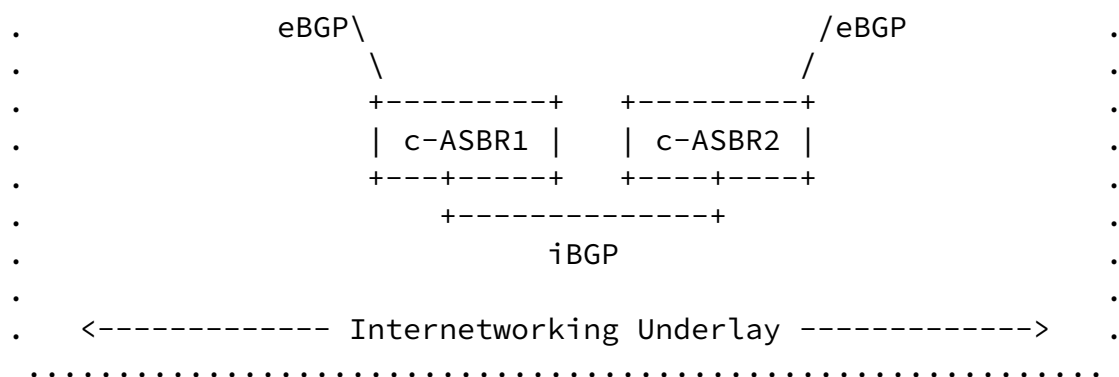 .              eBGP\                          /eBGP           .
.                   \                        /                .
.                   +---------+   +---------+                 .
.                   | c-ASBR1 |   | c-ASBR2 |                 .
.                   +---+-----+   +----+----+                 .
.                       +--------------+                      .
.                             iBGP                            .
.                                                             .
.    <------------- Internetworking Underlay ------------->   .
 ............................................................